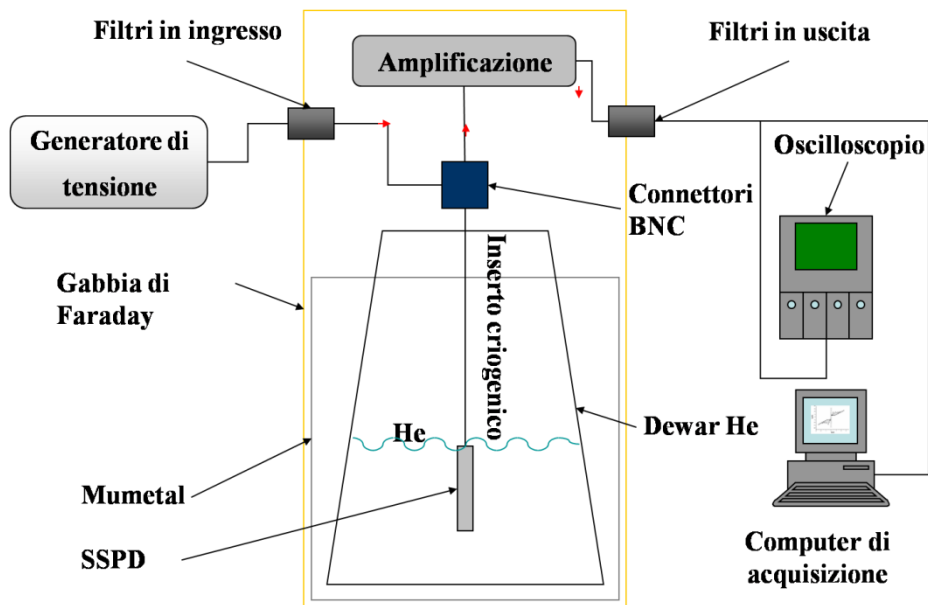 Filtri in ingresso
Filtri in uscita
Amplificazione
Generatore di
tensione
Oscilloscopio
Connettori
BNC
Gabbia di
Faraday
Inserto criogenico
He
Dewar He
Mumetal
SSPD
Computer di
acquisizione